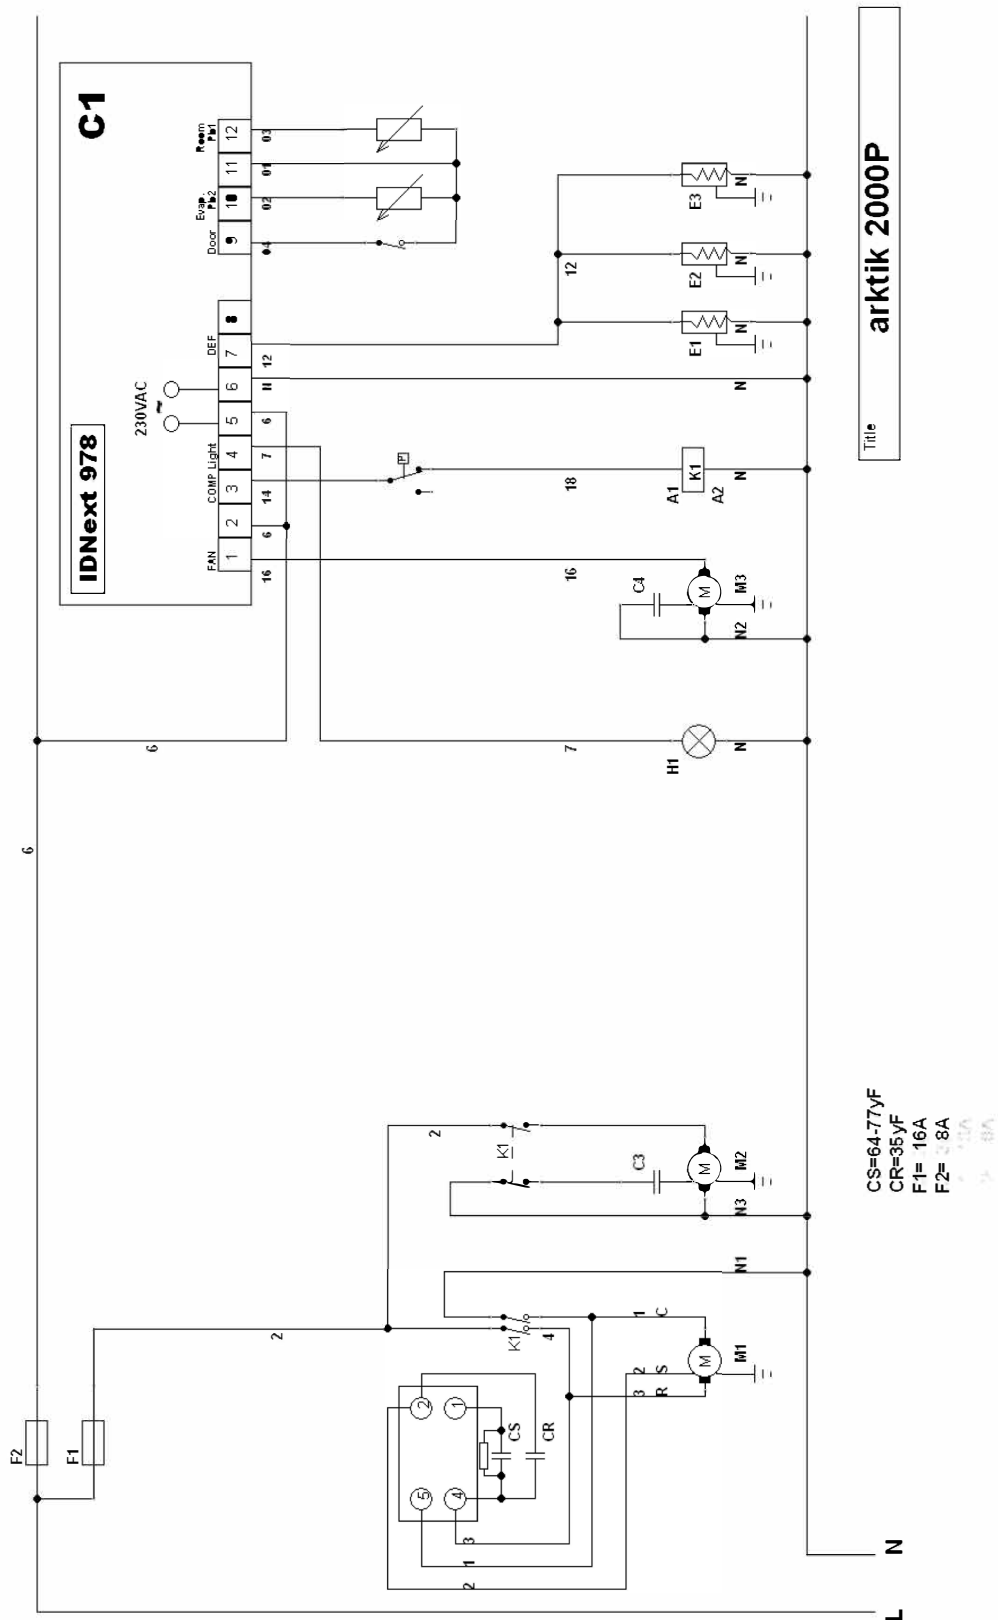 C1
IDNext 978
230VAC
~
FAN
COMP
Light
DEF
Door
Evap.
Pb2
Room
Pb1
1
2
3
4
5
6
7
8
9
10
11
12
16
6
14
7
6
N
12
04
02
01
03
P
6
6
7
16
18
12
C4
M3
N2
H1
N
A1
K1
A2
N
N
E1
N
E2
N
E3
N
F2
F1
2
2
K1
C3
M2
N3
N1
K1
4
1
C
2
S
3
R
M1
2
1
5
4
CS
CR
3
1
2
L
N
CS=64-77yF
CR=35yF
F1= 16A
F2= 8A
Title
arktik 2000P